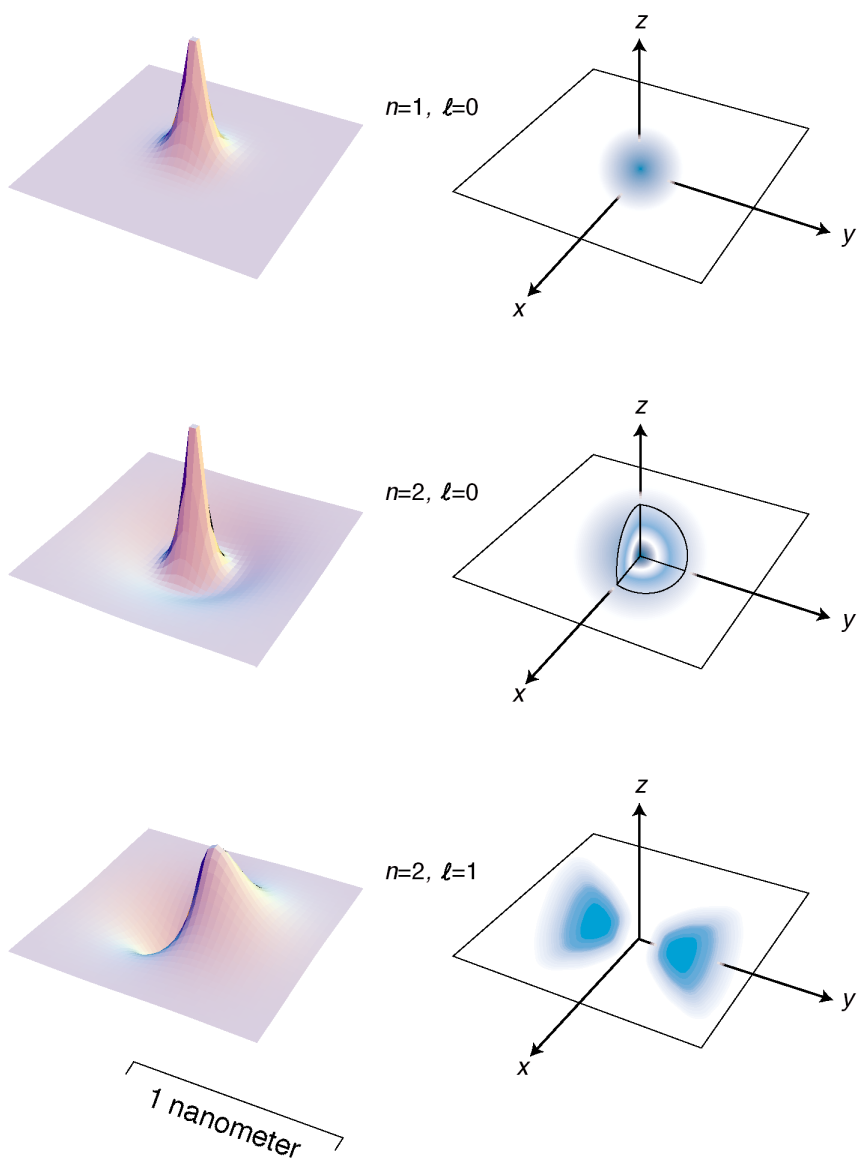 z
n=1, ℓ=0
y
x
z
n=2, ℓ=0
y
x
z
n=2, ℓ=1
y
x
1 nanometer